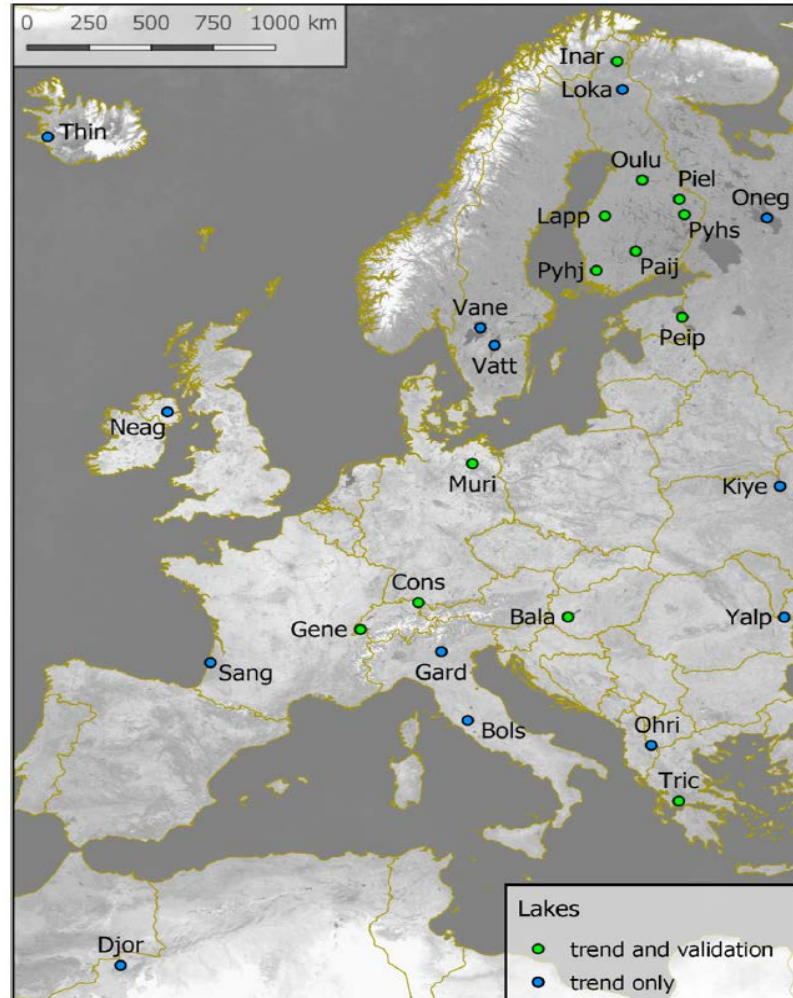 0 250 500 750 1000 km
Inar
Loka
Thin
Oulu
Piel
Oneg
Lapp
Pyhs
Paij
Pyhj
Vane
Peip
Vatt
Neag
Muri
Kiye
Cons
Bala
Yalp
Gene
Sang
Gard
Bols
Ohri
Tric
Djor
Lakes
trend and validation
trend only